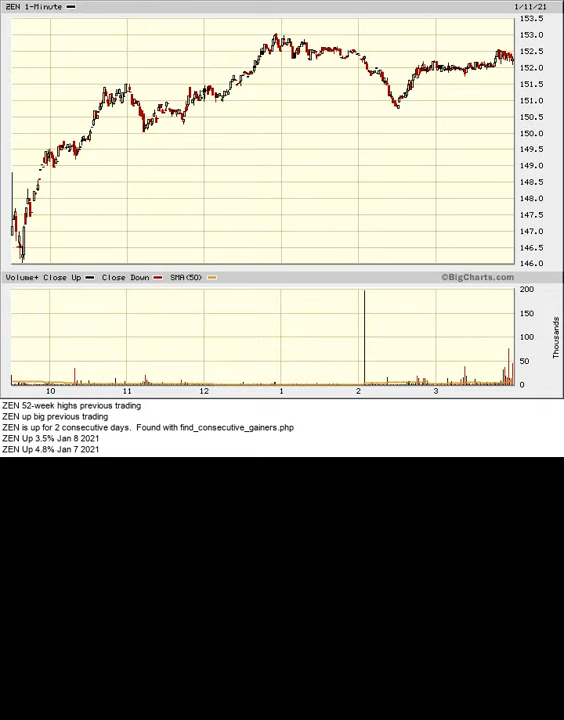 ZEN 1-Minute 1/11/21
153.5
153.0
152.5
152.0
151.5
151.0
150.5
150.0
149.5
149.0
148.5
148.0
147.5
147.0
146.5
146.0
Volume+ Close Up Close Down SMA(50) ©BigCharts.com
200
150
100
50
0
Thousands
10 11 12 1 2 3
ZEN 52-week highs previous trading
ZEN up big previous trading
ZEN is up for 2 consecutive days. Found with find_consecutive_gainers.php
ZEN Up 3.5% Jan 8 2021
ZEN Up 4.8% Jan 7 2021